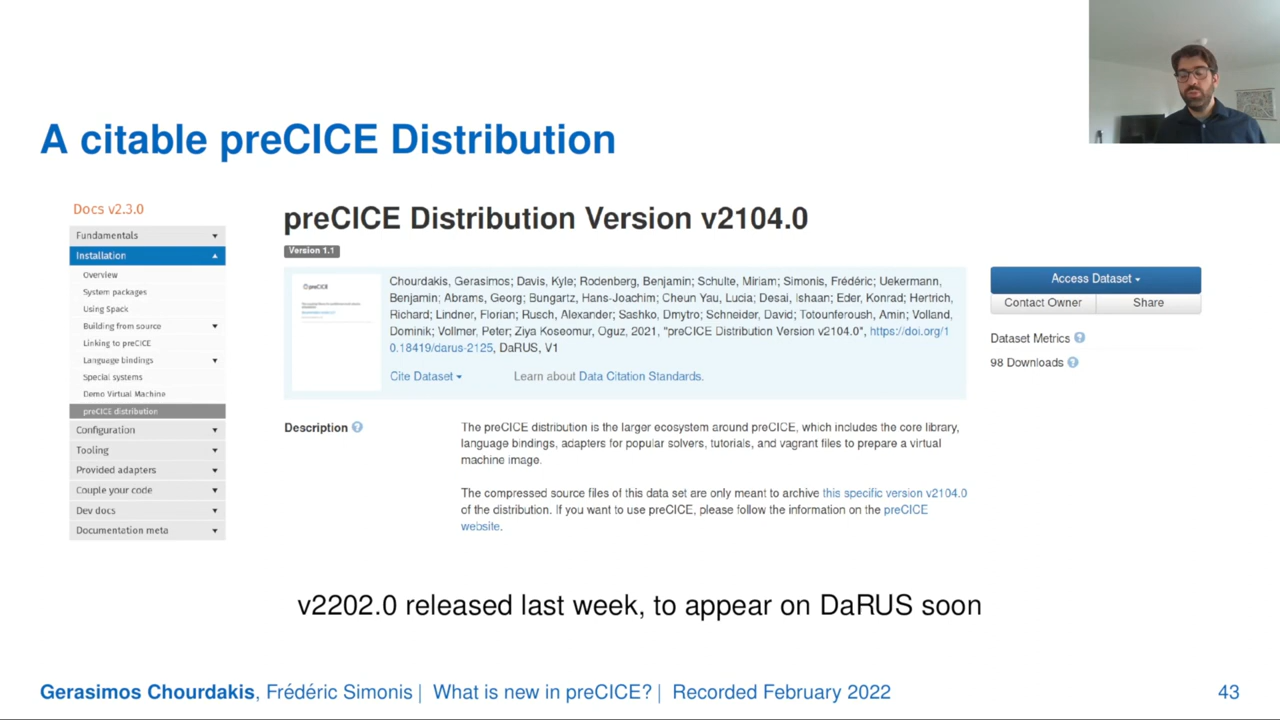 A citable preCICE Distribution
Docs v2.3.0
Fundamentals
Installation
Overview
System packages
Using Spack
Building from source
Linking to preCICE
Language bindings
Special systems
Demo Virtual Machine
preCICE distribution
Configuration
Tooling
Provided adapters
Couple your code
Dev docs
Documentation meta
preCICE Distribution Version v2104.0
Version 1.1
preCICE
Chourdakis, Gerasimos; Davis, Kyle; Rodenberg, Benjamin; Schulte, Miriam; Simonis, Frédéric; Uekermann,
Benjamin; Abrams, Georg; Bungartz, Hans-Joachim; Cheun Yau, Lucia; Desai, Ishaan; Eder, Konrad; Hertrich,
Richard; Lindner, Florian; Rusch, Alexander; Sashko, Dmytro; Schneider, David; Totounferoush, Amin; Volland,
Dominik; Vollmer, Peter; Ziya Koseomur, Oguz, 2021, "preCICE Distribution Version v2104.0", https://doi.org/1
0.18419/darus-2125, DaRUS, V1
Cite Dataset
Learn about Data Citation Standards.
Access Dataset
Contact Owner
Share
Dataset Metrics
98 Downloads
Description
The preCICE distribution is the larger ecosystem around preCICE, which includes the core library,
language bindings, adapters for popular solvers, tutorials, and vagrant files to prepare a virtual
machine image.
The compressed source files of this data set are only meant to archive this specific version v2104.0
of the distribution. If you want to use preCICE, please follow the information on the preCICE
website.
v2202.0 released last week, to appear on DaRUS soon
Gerasimos Chourdakis, Frédéric Simonis | What is new in preCICE? | Recorded February 2022
43